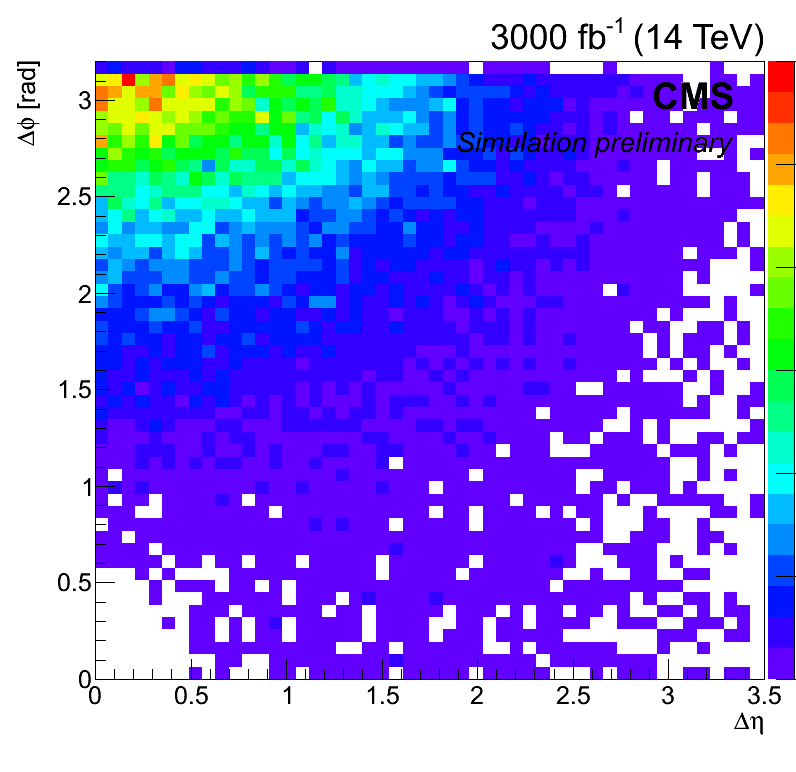 3000 fb-1 (14 TeV)
Δϕ [rad]
CMS
Simulation preliminary
3
2.5
2
1.5
1
0.5
0
0 0.5 1 1.5 2 2.5 3 3.5
Δη